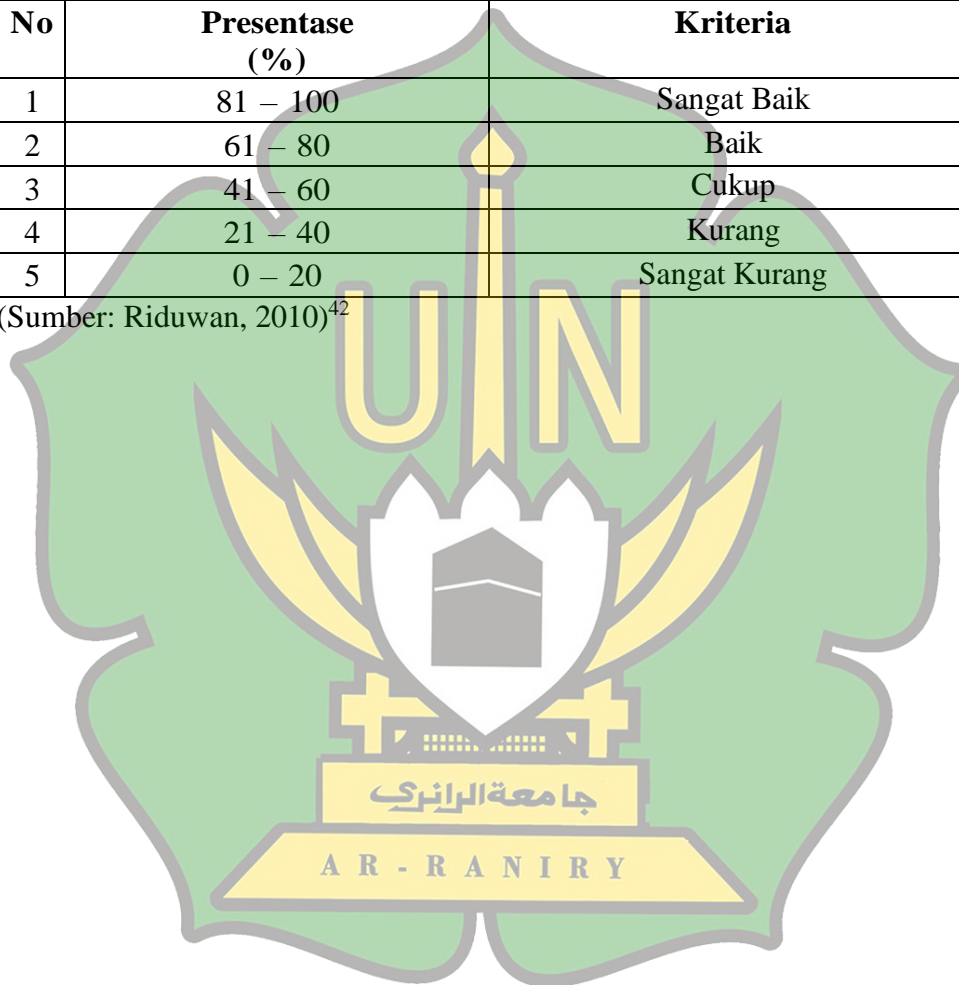 No Presentase Kriteria
(%)
1 81 – 100 Sangat Baik
2 61 – 80 Baik
3 41 – 60 Cukup
4 21 – 40 Kurang
5 0 – 20 Sangat Kurang
(Sumber: Riduwan, 2010)42
UIN
جامعةالرانري
AR-RANIRY